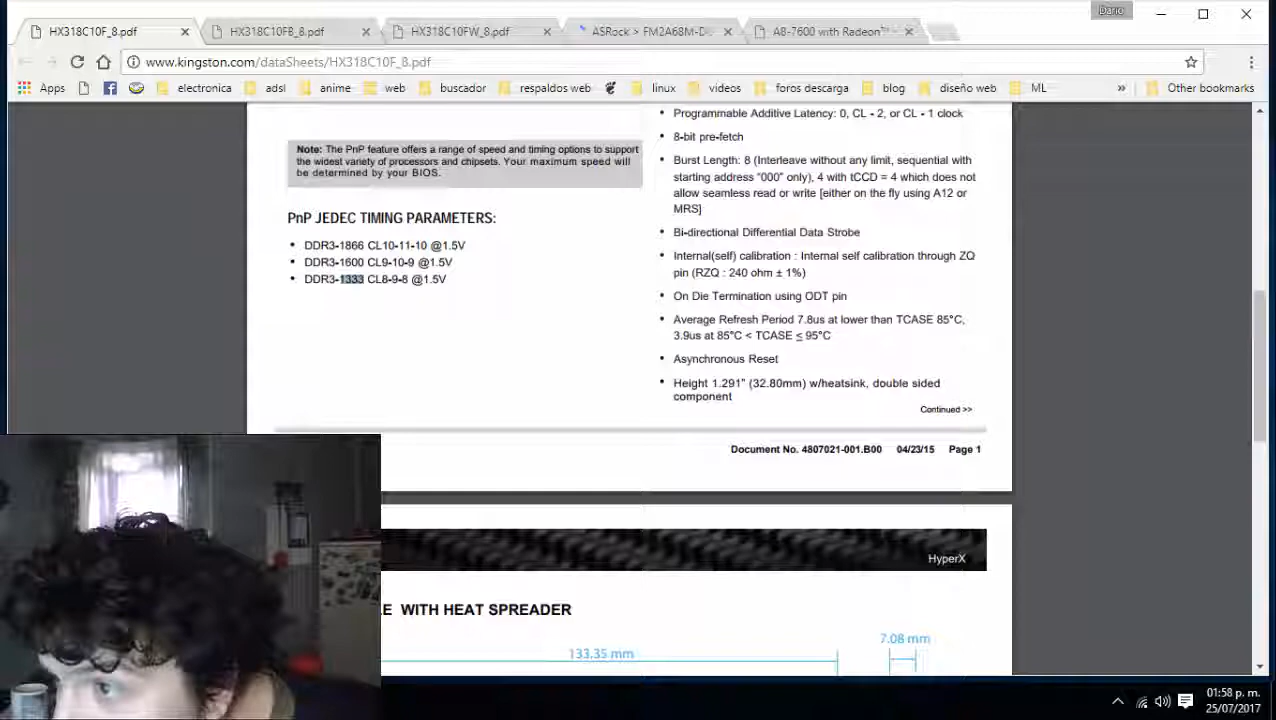 Dario
HX318C10F_8.pdf
HX318C10FB_8.pdf
HX318C10FW_8.pdf
ASRock > FM2A68M-D
A8-7600 with Radeon™
www.kingston.com/dataSheets/HX318C10F_8.pdf
Apps
electronica
adsl
anime
web
buscador
respaldos web
linux
videos
foros descarga
blog
diseño web
ML
»
Other bookmarks
Note: The PnP feature offers a range of speed and timing options to support
the widest variety of processors and chipsets. Your maximum speed will
be determined by your BIOS.
PnP JEDEC TIMING PARAMETERS:
• DDR3-1866 CL10-11-10 @1.5V
• DDR3-1600 CL9-10-9 @1.5V
• DDR3-1333 CL8-9-8 @1.5V
• Programmable Additive Latency: 0, CL - 2, or CL - 1 clock
• 8-bit pre-fetch
• Burst Length: 8 (Interleave without any limit, sequential with
starting address “000” only), 4 with tCCD = 4 which does not
allow seamless read or write [either on the fly using A12 or
MRS]
• Bi-directional Differential Data Strobe
• Internal(self) calibration : Internal self calibration through ZQ
pin (RZQ : 240 ohm ± 1%)
• On Die Termination using ODT pin
• Average Refresh Period 7.8us at lower than TCASE 85°C,
3.9us at 85°C < TCASE ≤ 95°C
• Asynchronous Reset
• Height 1.291” (32.80mm) w/heatsink, double sided
component
Continued >>
Document No. 4807021-001.B00 04/23/15 Page 1
HyperX
WITH HEAT SPREADER
7.08 mm
133.35 mm
01:58 p. m.
25/07/2017